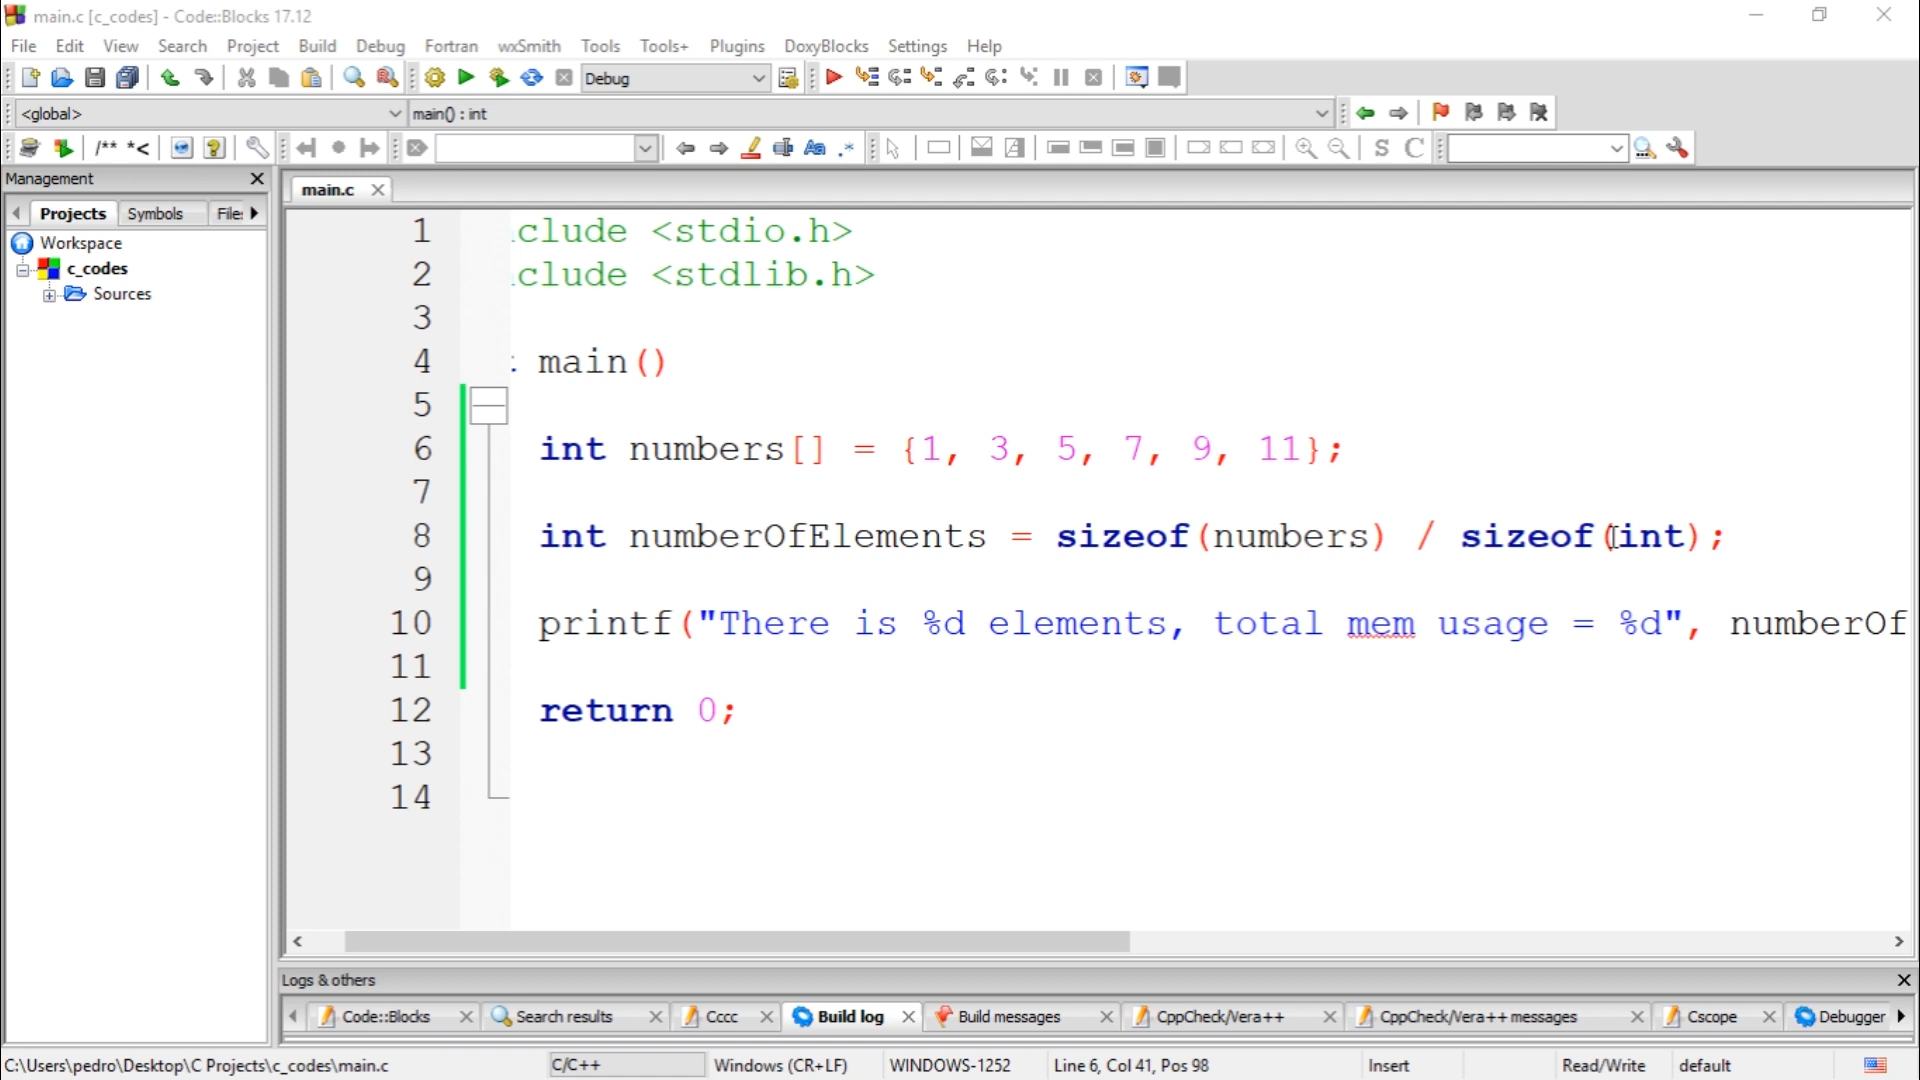 main.c [c_codes] - Code::Blocks 17.12
File Edit View Search Project Build Debug Fortran wxSmith Tools Tools+ Plugins DoxyBlocks Settings Help
Debug
<global> main() : int
/** *<
Aa .* S C
Management
main.c
Projects Symbols Files
Workspace
c_codes
Sources
1 clude <stdio.h>
2 clude <stdlib.h>
3
4 main()
5
6 int numbers[] = {1, 3, 5, 7, 9, 11};
7
8 int numberOfElements = sizeof(numbers) / sizeof(int);
9
10 printf("There is %d elements, total mem usage = %d", numberOf
11
12 return 0;
13
14
Logs & others
Code::Blocks Search results Cccc Build log Build messages CppCheck/Vera++ CppCheck/Vera++ messages Cscope Debugger
C:\Users\pedro\Desktop\C Projects\c_codes\main.c C/C++ Windows (CR+LF) WINDOWS-1252 Line 6, Col 41, Pos 98 Insert Read/Write default